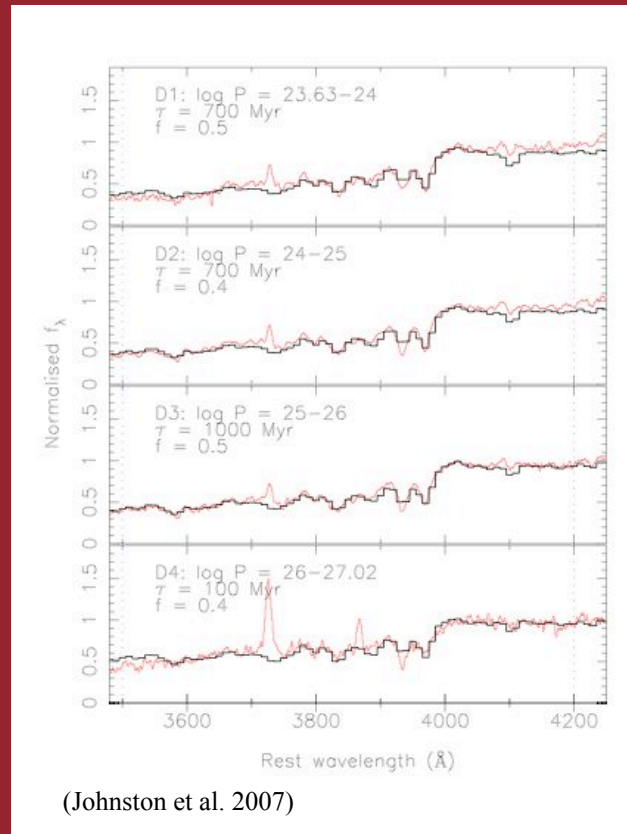 D1: log P = 23.63-24
τ = 700 Myr
f = 0.5
D2: log P = 24-25
τ = 700 Myr
f = 0.4
D3: log P = 25-26
τ = 1000 Myr
f = 0.5
D4: log P = 26-27.02
τ = 100 Myr
f = 0.4
1.5
1
0.5
0
1.5
1
0.5
0
1.5
1
0.5
0
1.5
1
0.5
0
Normalised fλ
3600 3800 4000 4200
Rest wavelength (Å)
(Johnston et al. 2007)